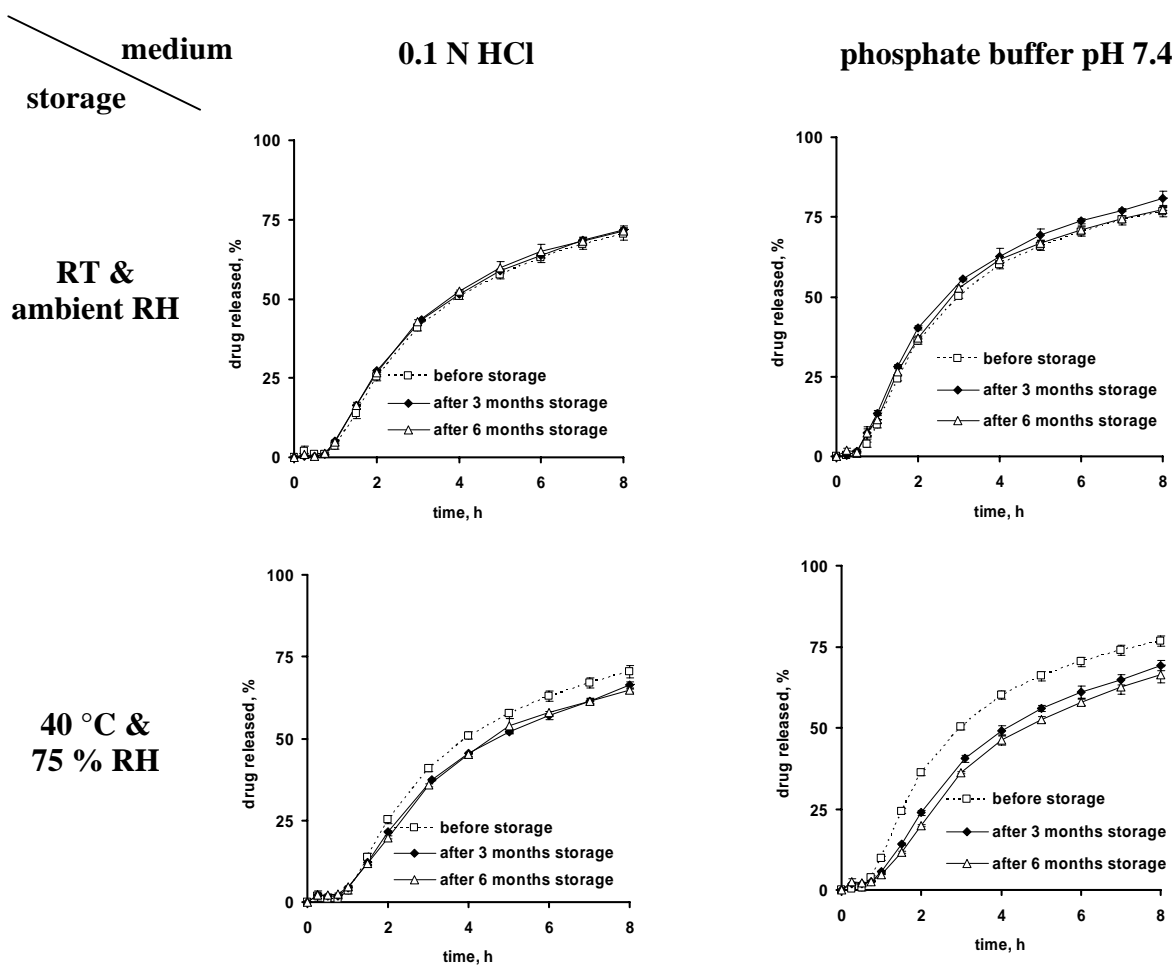 medium
storage
0.1 N HCl
phosphate buffer pH 7.4
RT &
ambient RH
drug released, %
100
75
50
25
0
before storage
after 3 months storage
after 6 months storage
0 2 4 6 8
time, h
drug released, %
100
75
50
25
0
before storage
after 3 months storage
after 6 months storage
0 2 4 6 8
time, h
40 °C &
75 % RH
drug released, %
100
75
50
25
0
before storage
after 3 months storage
after 6 months storage
0 2 4 6 8
time, h
drug released, %
100
75
50
25
0
before storage
after 3 months storage
after 6 months storage
0 2 4 6 8
time, h